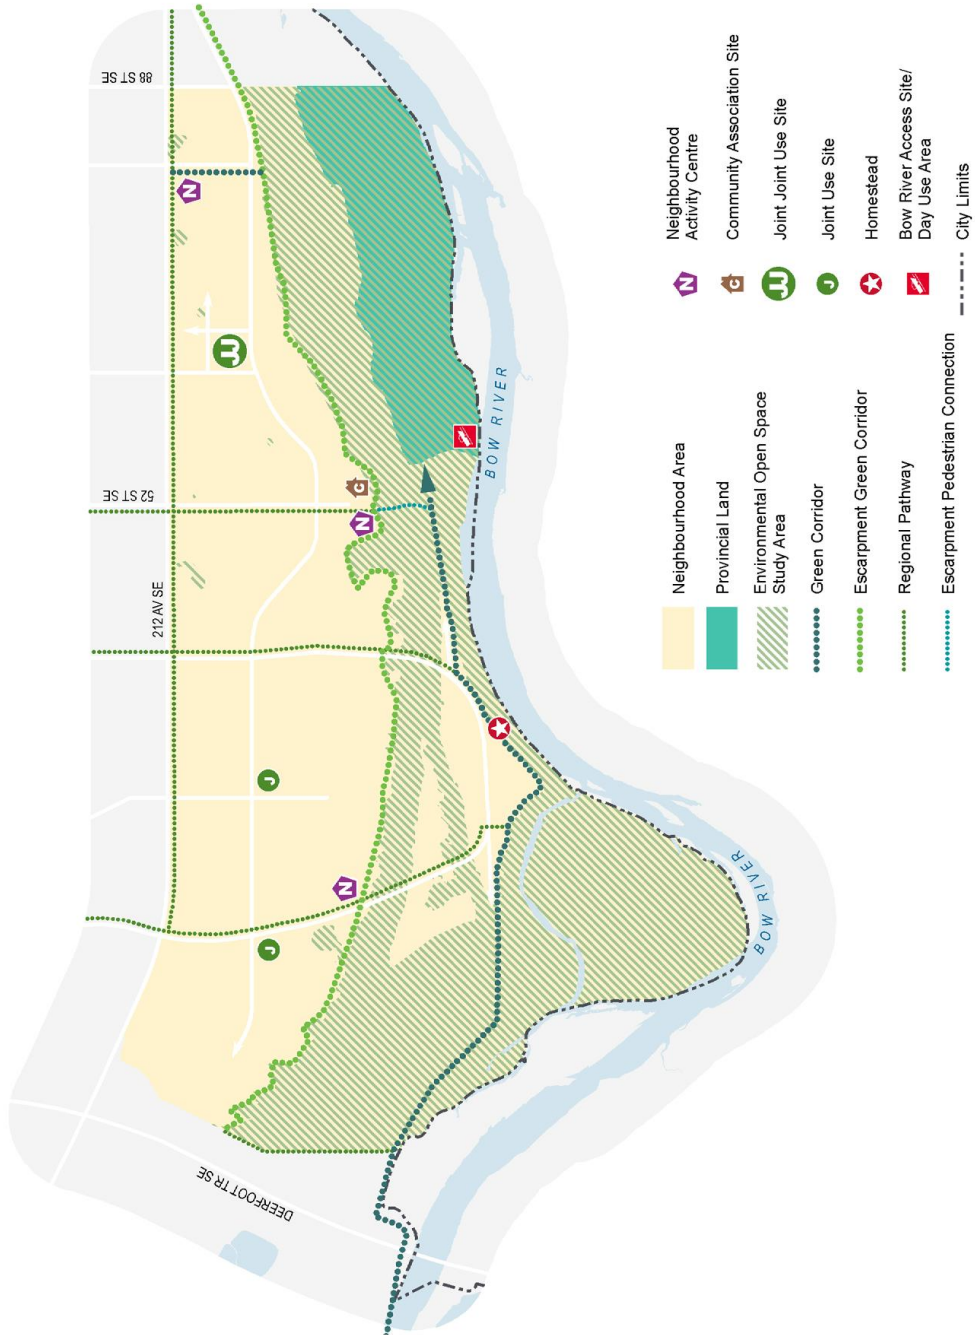 88 ST SE
52 ST SE
212 AV SE
DEERFOOT TR SE
BOW RIVER
BOW RIVER
N
N
N
C
JJ
J
J
Neighbourhood Area
Provincial Land
Environmental Open Space
Study Area
Green Corridor
Escarpment Green Corridor
Regional Pathway
Escarpment Pedestrian Connection
N
Neighbourhood
Activity Centre
C
Community Association Site
JJ
Joint Joint Use Site
J
Joint Use Site
Homestead
Bow River Access Site/
Day Use Area
City Limits